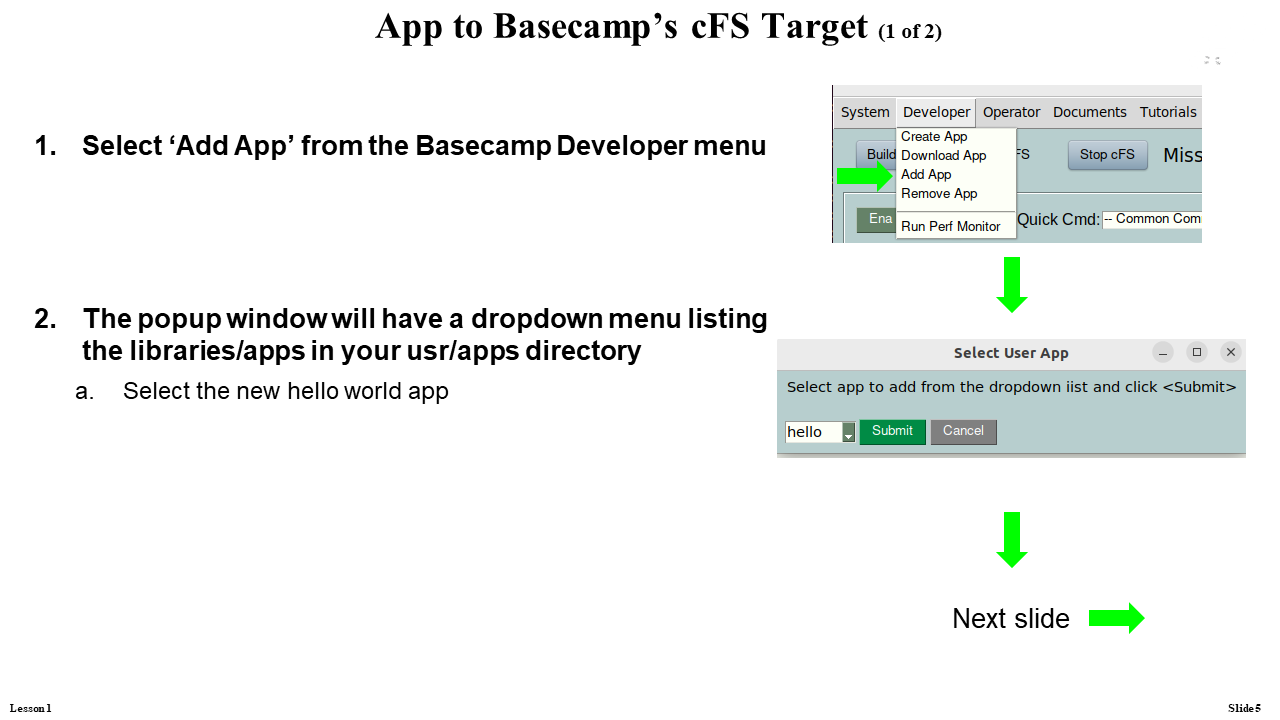 App to Basecamp’s cFS Target (1 of 2)
1. Select ‘Add App’ from the Basecamp Developer menu
System Developer Operator Documents Tutorials
Create App
Download App
Add App
Remove App
Run Perf Monitor
Build FS Stop cFS Miss
Ena Quick Cmd: -- Common Com
2. The popup window will have a dropdown menu listing
the libraries/apps in your usr/apps directory
a. Select the new hello world app
Select User App
Select app to add from the dropdown iist and click <Submit>
hello Submit Cancel
Next slide
Lesson 1
Slide 5